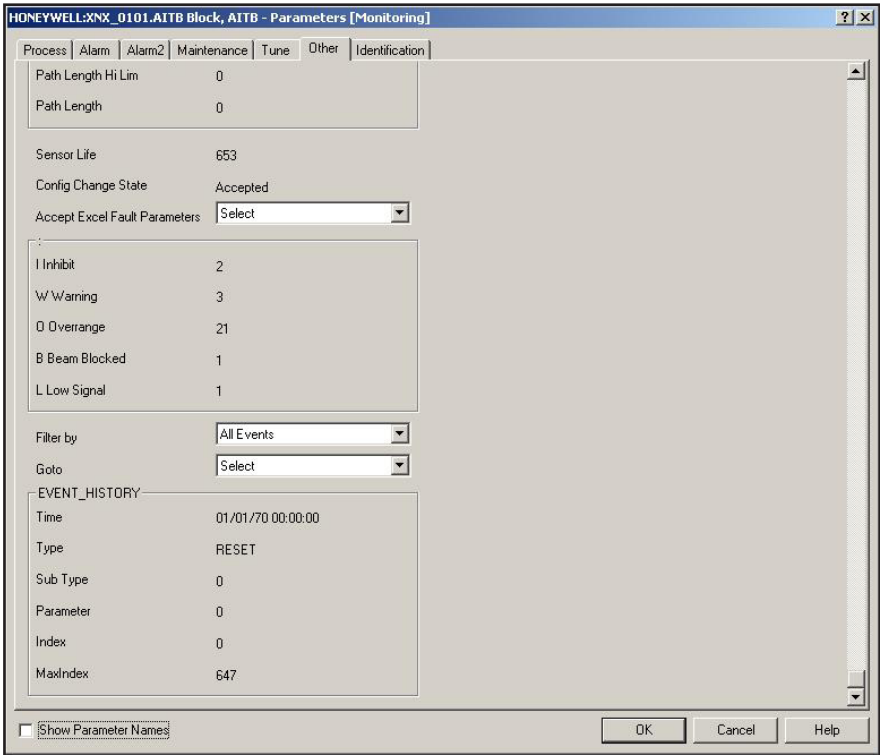 HONEYWELL:XNX_0101.AITB Block, AITB - Parameters [Monitoring]
Process Alarm Alarm2 Maintenance Tune Other Identification
Path Length Hi Lim 0
Path Length 0
Sensor Life 653
Config Change State Accepted
Accept Excel Fault Parameters Select
:
I Inhibit 2
W Warning 3
O Overrange 21
B Beam Blocked 1
L Low Signal 1
Filter by All Events
Goto Select
EVENT_HISTORY
Time 01/01/70 00:00:00
Type RESET
Sub Type 0
Parameter 0
Index 0
MaxIndex 647
Show Parameter Names OK Cancel Help